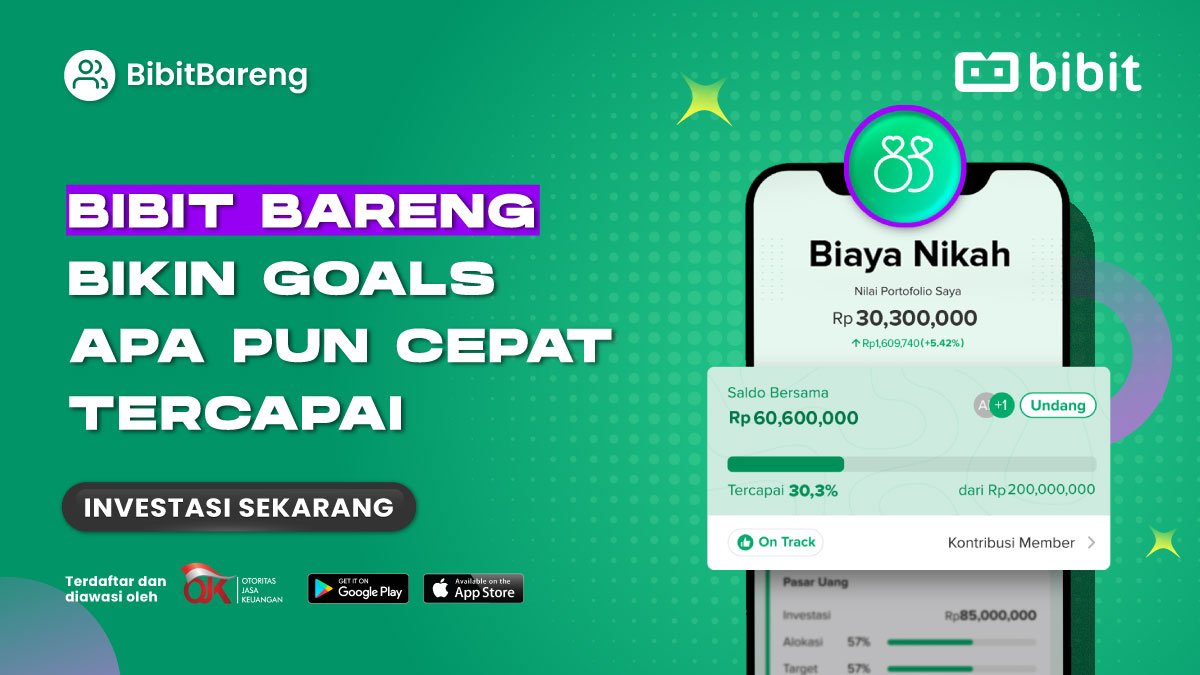 BibitBareng
bibit
BIBIT BARENG
BIKIN GOALS
APA PUN CEPAT
TERCAPAI
INVESTASI SEKARANG
Terdaftar dan
diawasi oleh
OJK
OTORITAS
JASA
KEUANGAN
GET IT ON
Google Play
Available on the
App Store
Biaya Nikah
Nilai Portofolio Saya
Rp 30,300,000
↑ Rp1,609,740 (+5.42%)
Saldo Bersama
Rp 60,600,000
A +1 Undang
Tercapai 30,3% dari Rp 200,000,000
On Track
Kontribusi Member >
Pasar Uang
Investasi Rp85,000,000
Alokasi 57%
Target 57%